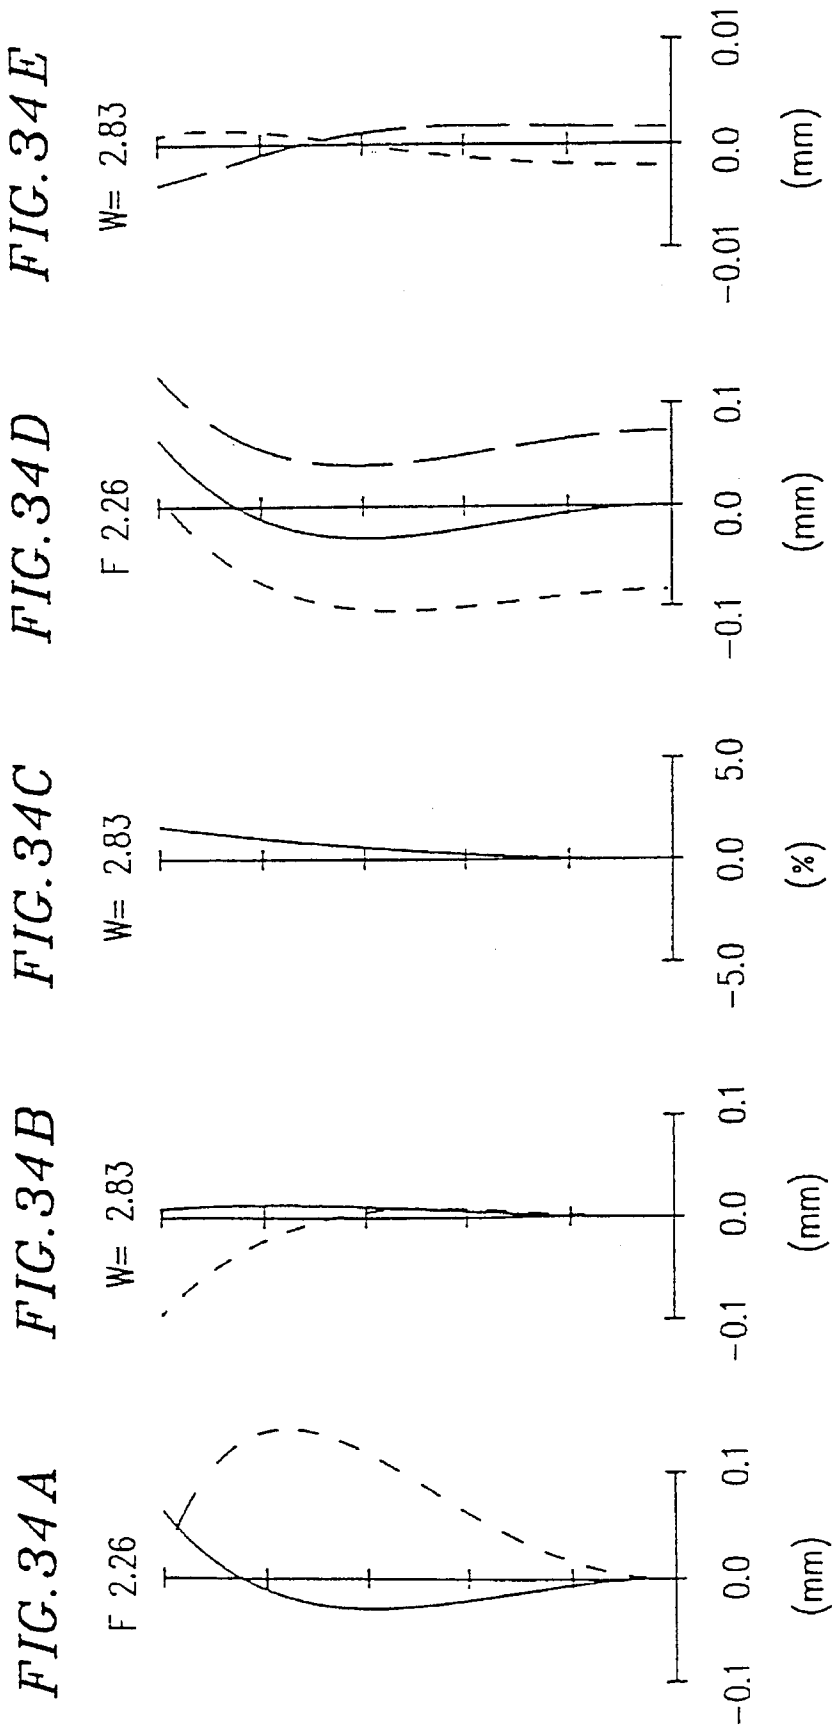 FIG.34A
F 2.26
-0.1 0.0 0.1
(mm)
FIG.34B
W= 2.83
-0.1 0.0 0.1
(mm)
FIG.34C
W= 2.83
-5.0 0.0 5.0
(%)
FIG.34D
F 2.26
-0.1 0.0 0.1
(mm)
FIG.34E
W= 2.83
-0.01 0.0 0.01
(mm)